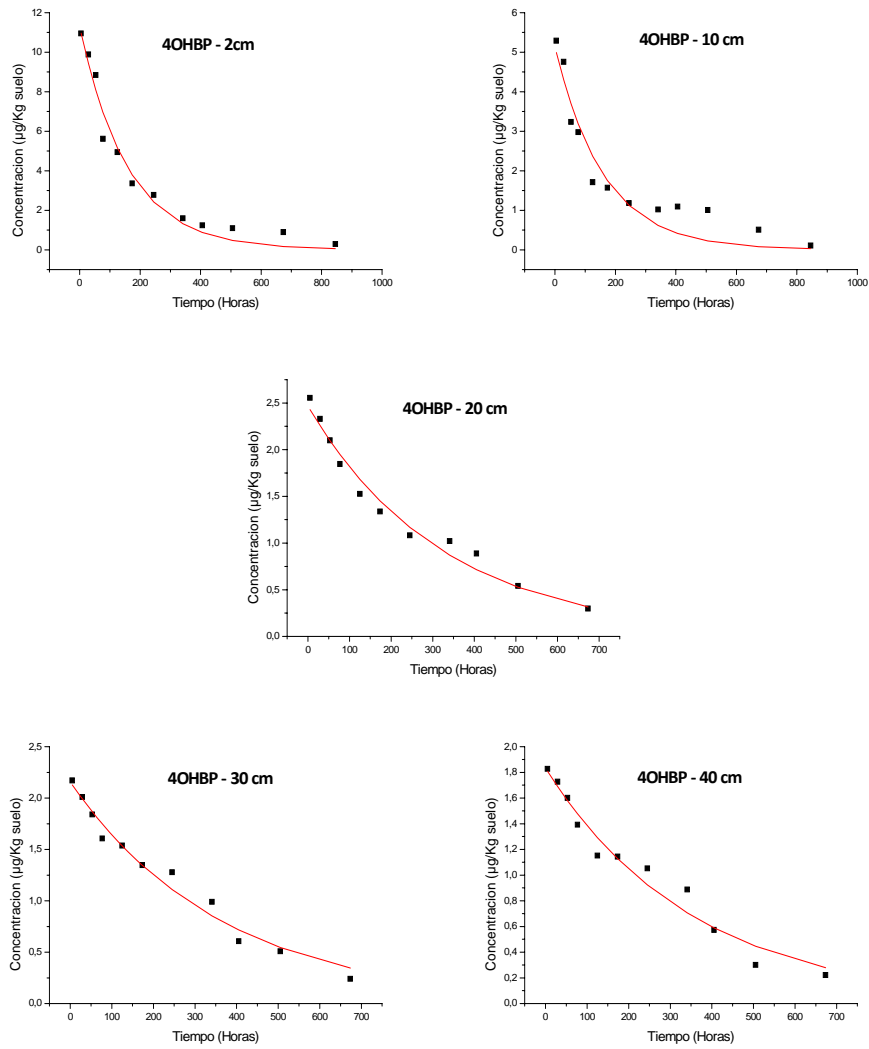 4OHBP - 2cm
Concentracion (µg/Kg suelo)
12
10
8
6
4
2
0
0 200 400 600 800 1000
Tiempo (Horas)
4OHBP - 10 cm
Concentracion (µg/Kg suelo)
6
5
4
3
2
1
0
0 200 400 600 800 1000
Tiempo (Horas)
4OHBP - 20 cm
Concentracion (µg/Kg suelo)
2,5
2,0
1,5
1,0
0,5
0,0
0 100 200 300 400 500 600 700
Tiempo (Horas)
4OHBP - 30 cm
Concentracion (µg/Kg suelo)
2,5
2,0
1,5
1,0
0,5
0,0
0 100 200 300 400 500 600 700
Tiempo (Horas)
4OHBP - 40 cm
Concentracion (µg/Kg suelo)
2,0
1,8
1,6
1,4
1,2
1,0
0,8
0,6
0,4
0,2
0,0
0 100 200 300 400 500 600 700
Tiempo (Horas)